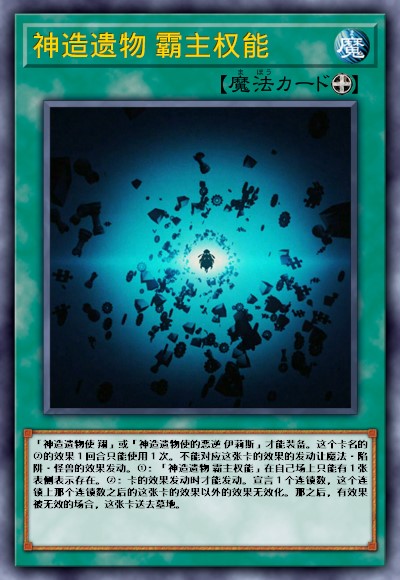 神造遗物 霸主权能
魔
【魔法カード】
まほう
「神造遗物使 翔」或「神造遗物使的悉逆 伊莉斯」才能装备。这个卡名的
②的效果1回合只能使用1次。不能对应这张卡的效果的发动让魔法·陷
阱·怪兽的效果发动。①：「神造遗物 霸主权能」在自己场上只能有1张
表侧表示存在。②：卡的效果发动时才能发动。宣言1个连锁数，这个连
锁上那个连锁数之后的这张卡的效果以外的效果无效化。那之后，有效果
被无效的场合，这张卡送去墓地。